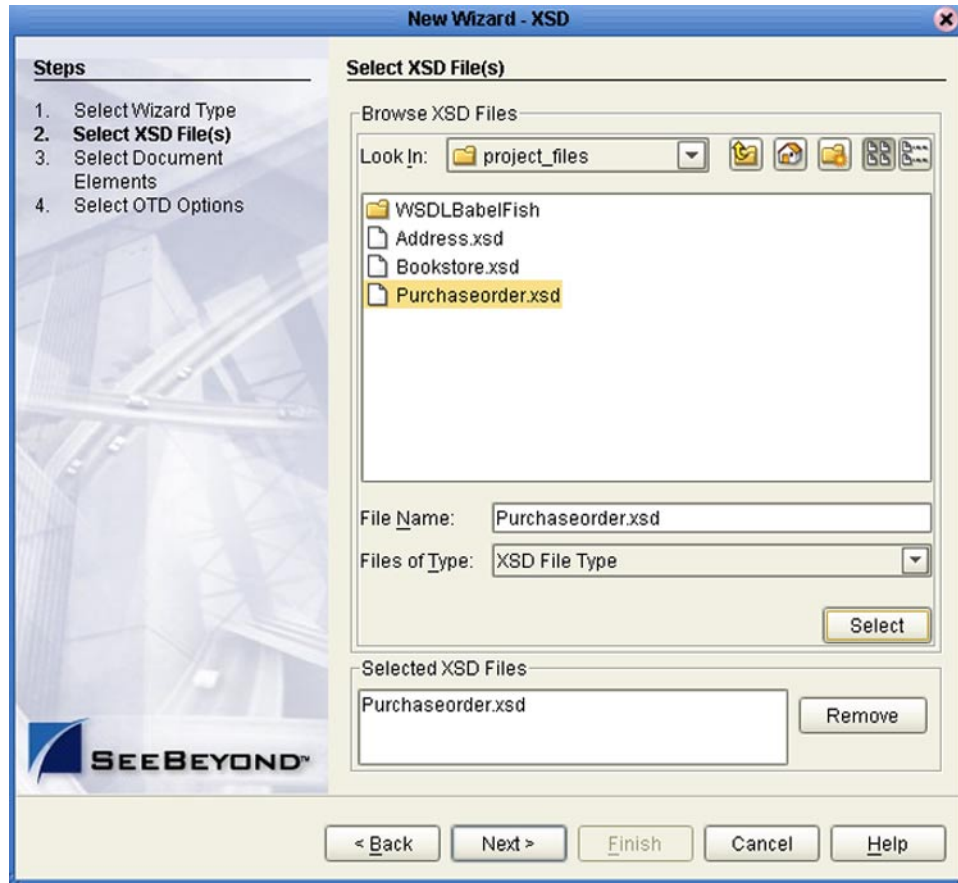 New Wizard - XSD
Steps
1. Select Wizard Type
2. Select XSD File(s)
3. Select Document
Elements
4. Select OTD Options
SEEBEYOND™
Select XSD File(s)
Browse XSD Files
Look In: project_files
WSDLBabelFish
Address.xsd
Bookstore.xsd
Purchaseorder.xsd
File Name: Purchaseorder.xsd
Files of Type: XSD File Type
Select
Selected XSD Files
Purchaseorder.xsd
Remove
< Back Next > Finish Cancel Help